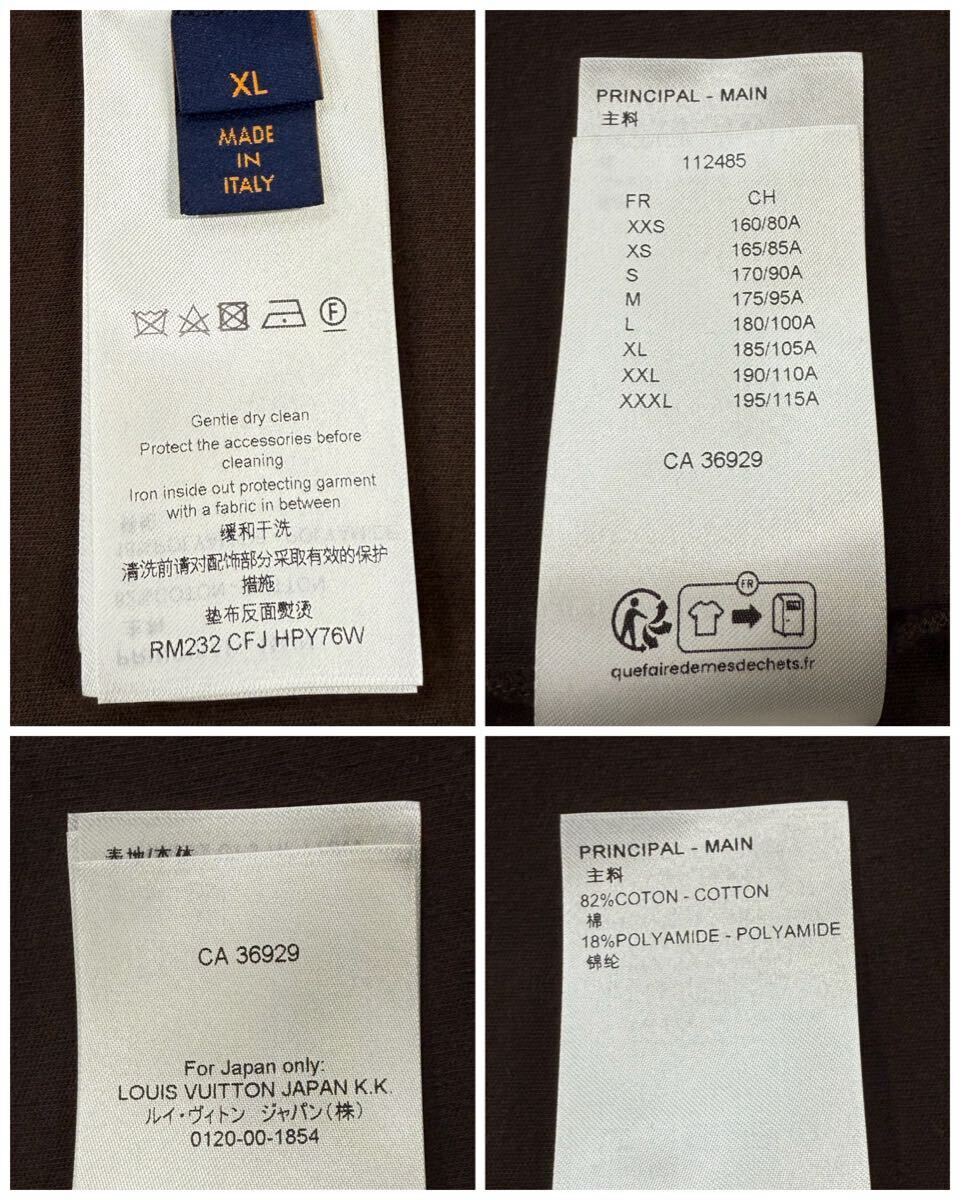 XL
MADE
IN
ITALY
F
Gentle dry clean
Protect the accessories before
cleaning
Iron inside out protecting garment
with a fabric in between
缓和干洗
清洗前请对配饰部分采取有效的保护
措施
垫布反面熨烫
RM232 CFJ HPY76W
PRINCIPAL - MAIN
主料
112485
FR CH
XXS 160/80A
XS 165/85A
S 170/90A
M 175/95A
L 180/100A
XL 185/105A
XXL 190/110A
XXXL 195/115A
CA 36929
FR
quefairedemesdechets.fr
表地/本体
CA 36929
For Japan only:
LOUIS VUITTON JAPAN K.K.
ルイ・ヴィトン ジャパン(株)
0120-00-1854
PRINCIPAL - MAIN
主料
82%COTON - COTTON
棉
18%POLYAMIDE - POLYAMIDE
锦纶